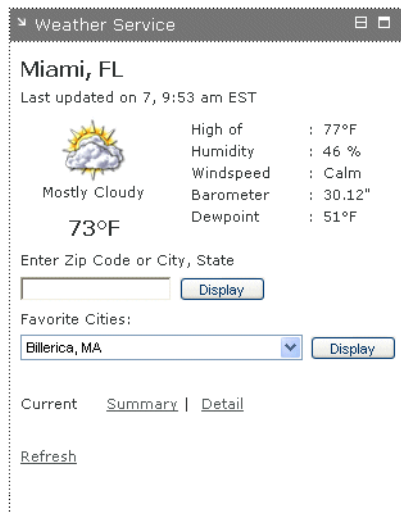 Weather Service
Miami, FL
Last updated on 7, 9:53 am EST
High of : 77°F
Humidity : 46 %
Windspeed : Calm
Barometer : 30.12"
Dewpoint : 51°F
Mostly Cloudy
73°F
Enter Zip Code or City, State
Display
Favorite Cities:
Billerica, MA Display
Current Summary | Detail
Refresh